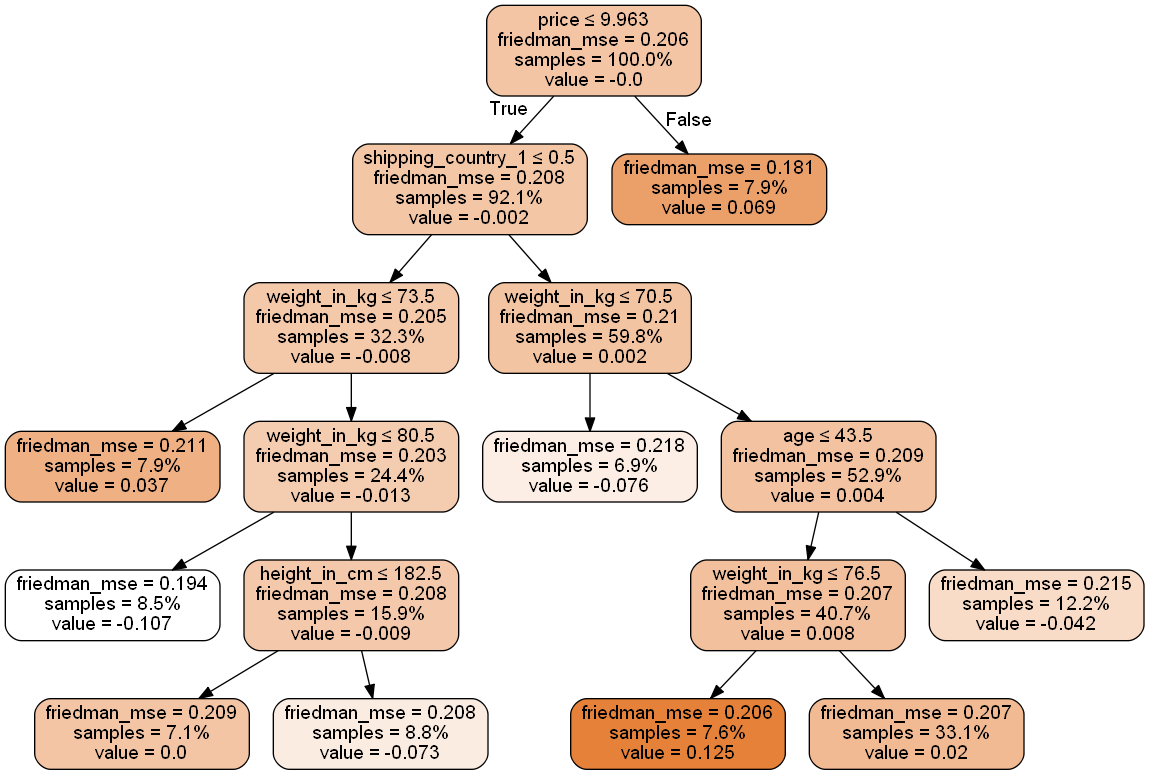 price ≤ 9.963
friedman_mse = 0.206
samples = 100.0%
value = -0.0
True
False
shipping_country_1 ≤ 0.5
friedman_mse = 0.208
samples = 92.1%
value = -0.002
friedman_mse = 0.181
samples = 7.9%
value = 0.069
weight_in_kg ≤ 73.5
friedman_mse = 0.205
samples = 32.3%
value = -0.008
weight_in_kg ≤ 70.5
friedman_mse = 0.21
samples = 59.8%
value = 0.002
friedman_mse = 0.211
samples = 7.9%
value = 0.037
weight_in_kg ≤ 80.5
friedman_mse = 0.203
samples = 24.4%
value = -0.013
friedman_mse = 0.218
samples = 6.9%
value = -0.076
age ≤ 43.5
friedman_mse = 0.209
samples = 52.9%
value = 0.004
friedman_mse = 0.194
samples = 8.5%
value = -0.107
height_in_cm ≤ 182.5
friedman_mse = 0.208
samples = 15.9%
value = -0.009
weight_in_kg ≤ 76.5
friedman_mse = 0.207
samples = 40.7%
value = 0.008
friedman_mse = 0.215
samples = 12.2%
value = -0.042
friedman_mse = 0.209
samples = 7.1%
value = 0.0
friedman_mse = 0.208
samples = 8.8%
value = -0.073
friedman_mse = 0.206
samples = 7.6%
value = 0.125
friedman_mse = 0.207
samples = 33.1%
value = 0.02